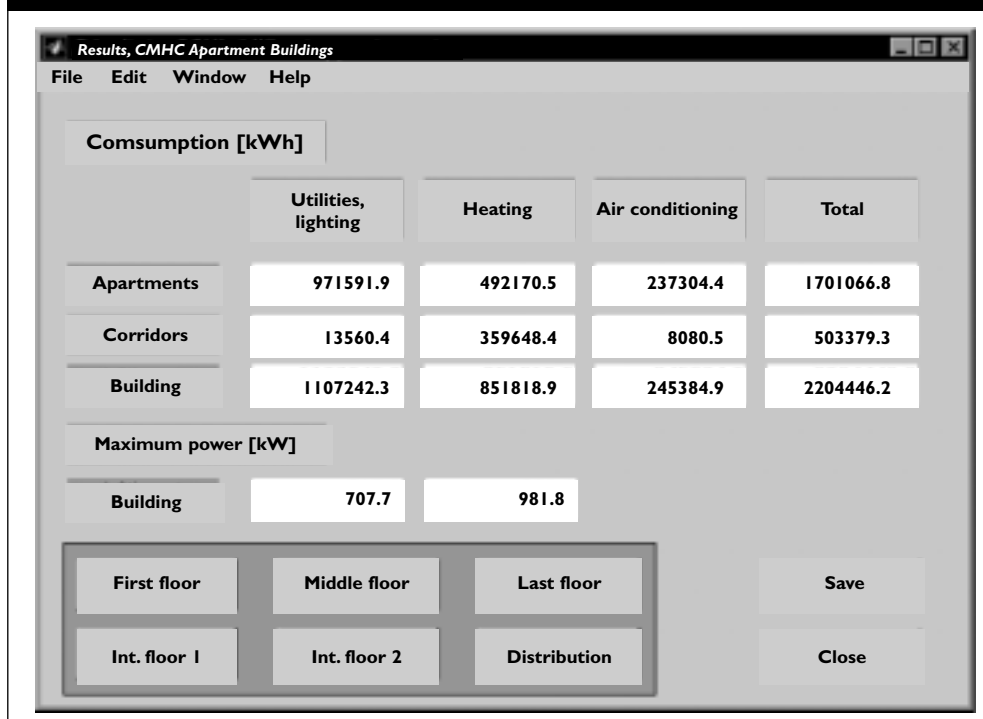 Results, CMHC Apartment Buildings
File Edit Window Help
Comsumption [kWh]
Utilities, lighting Heating Air conditioning Total
Apartments 971591.9 492170.5 237304.4 1701066.8
Corridors 13560.4 359648.4 8080.5 503379.3
Building 1107242.3 851818.9 245384.9 2204446.2
Maximum power [kW]
Building 707.7 981.8
First floor Middle floor Last floor Save
Int. floor 1 Int. floor 2 Distribution Close